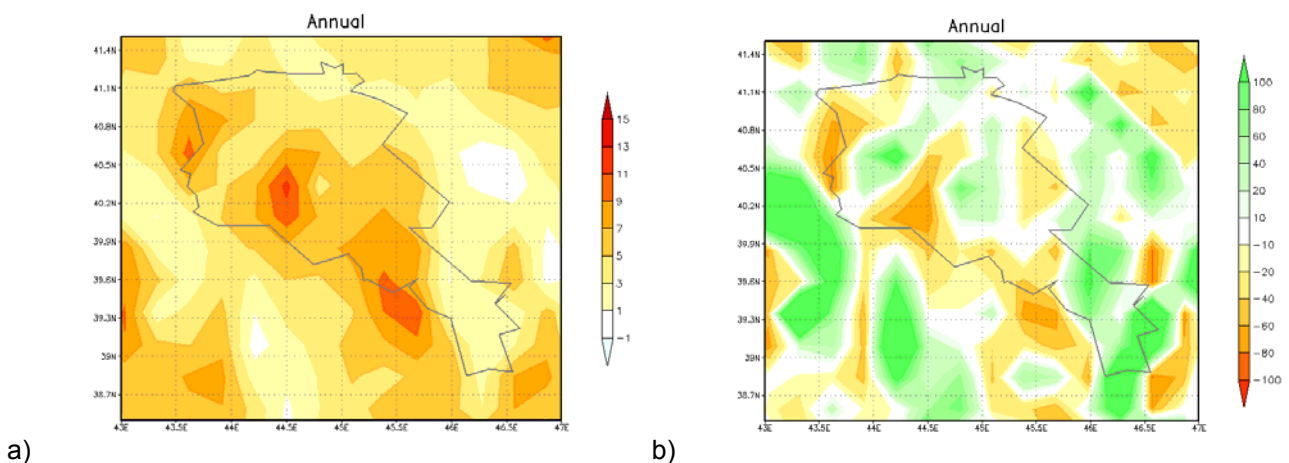 Annual
41.4N
41.1N
40.8N
40.5N
40.2N
39.9N
39.6N
39.3N
39N
38.7N
43E 43.5E 44E 44.5E 45E 45.5E 46E 46.5E 47E
15
13
11
9
7
5
3
1
-1
a)
Annual
41.4N
41.1N
40.8N
40.5N
40.2N
39.9N
39.6N
39.3N
39N
38.7N
43E 43.5E 44E 44.5E 45E 45.5E 46E 46.5E 47E
100
80
60
40
20
10
-10
-20
-40
-60
-80
-100
b)